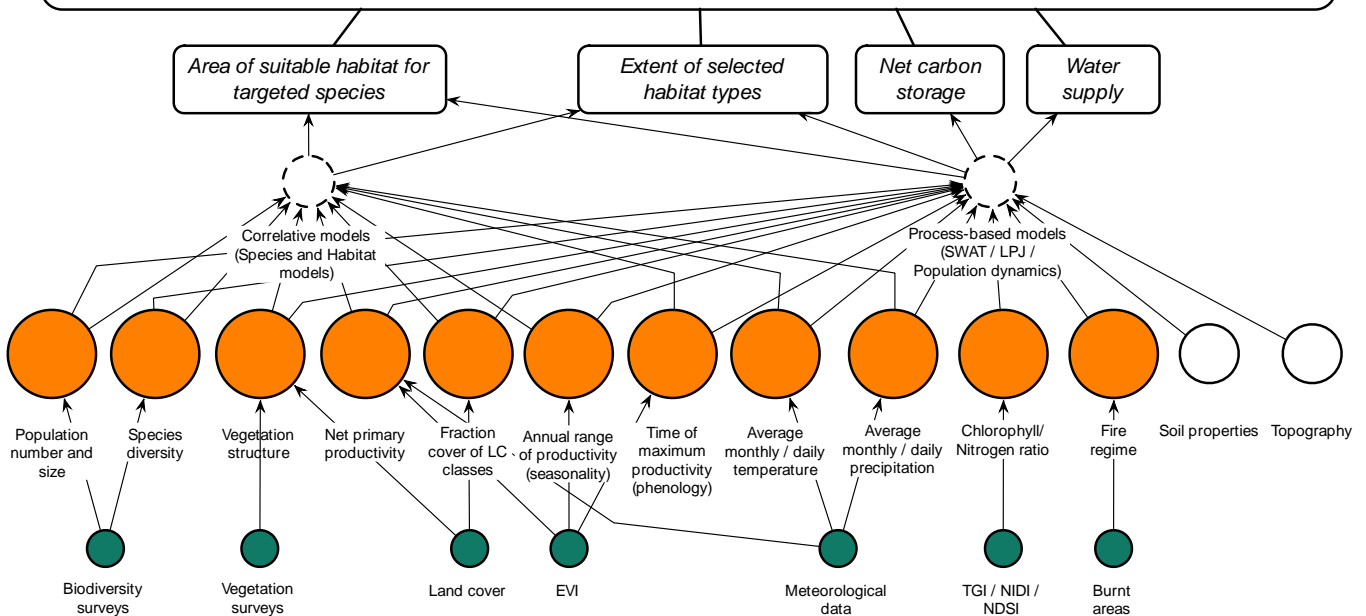 Area of suitable habitat for
targeted species
Extent of selected
habitat types
Net carbon
storage
Water
supply
Correlative models
(Species and Habitat
models)
Process-based models
(SWAT / LPJ /
Population dynamics)
Population
number and
size
Species
diversity
Vegetation
structure
Net primary
productivity
Fraction
cover of LC
classes
Annual range
of productivity
(seasonality)
Time of
maximum
productivity
(phenology)
Average
monthly / daily
temperature
Average
monthly / daily
precipitation
Chlorophyll/
Nitrogen ratio
Fire
regime
Soil properties
Topography
Biodiversity
surveys
Vegetation
surveys
Land cover
EVI
Meteorological
data
TGI / NIDI /
NDSI
Burnt
areas